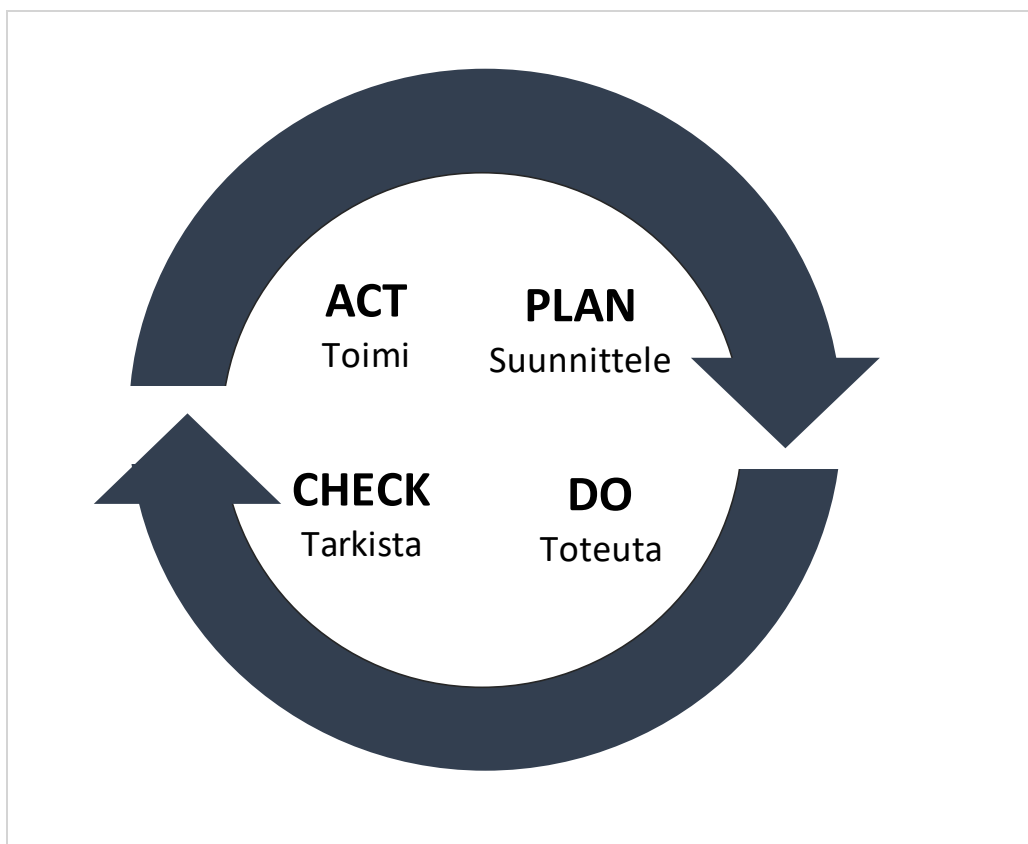 ACT
Toimi
PLAN
Suunnittele
CHECK
Tarkista
DO
Toteuta